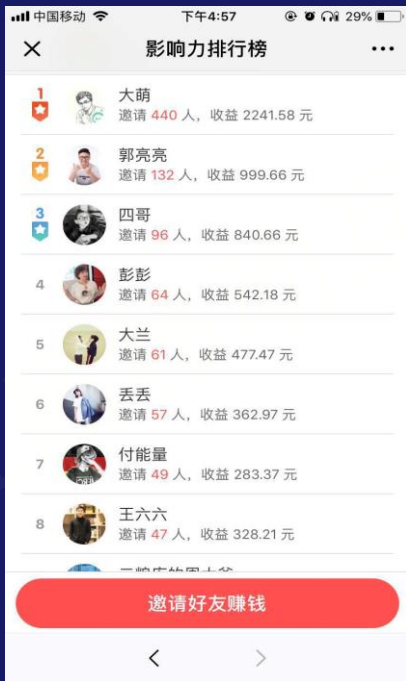 中国移动 下午4:57 29%
影响力排行榜
1 大萌
邀请 440 人，收益 2241.58 元
2 郭亮亮
邀请 132 人，收益 999.66 元
3 四哥
邀请 96 人，收益 840.66 元
4 彭彭
邀请 64 人，收益 542.18 元
5 大兰
邀请 61 人，收益 477.47 元
6 丢丢
邀请 57 人，收益 362.97 元
7 付能量
邀请 49 人，收益 283.37 元
8 王六六
邀请 47 人，收益 328.21 元
邀请好友赚钱